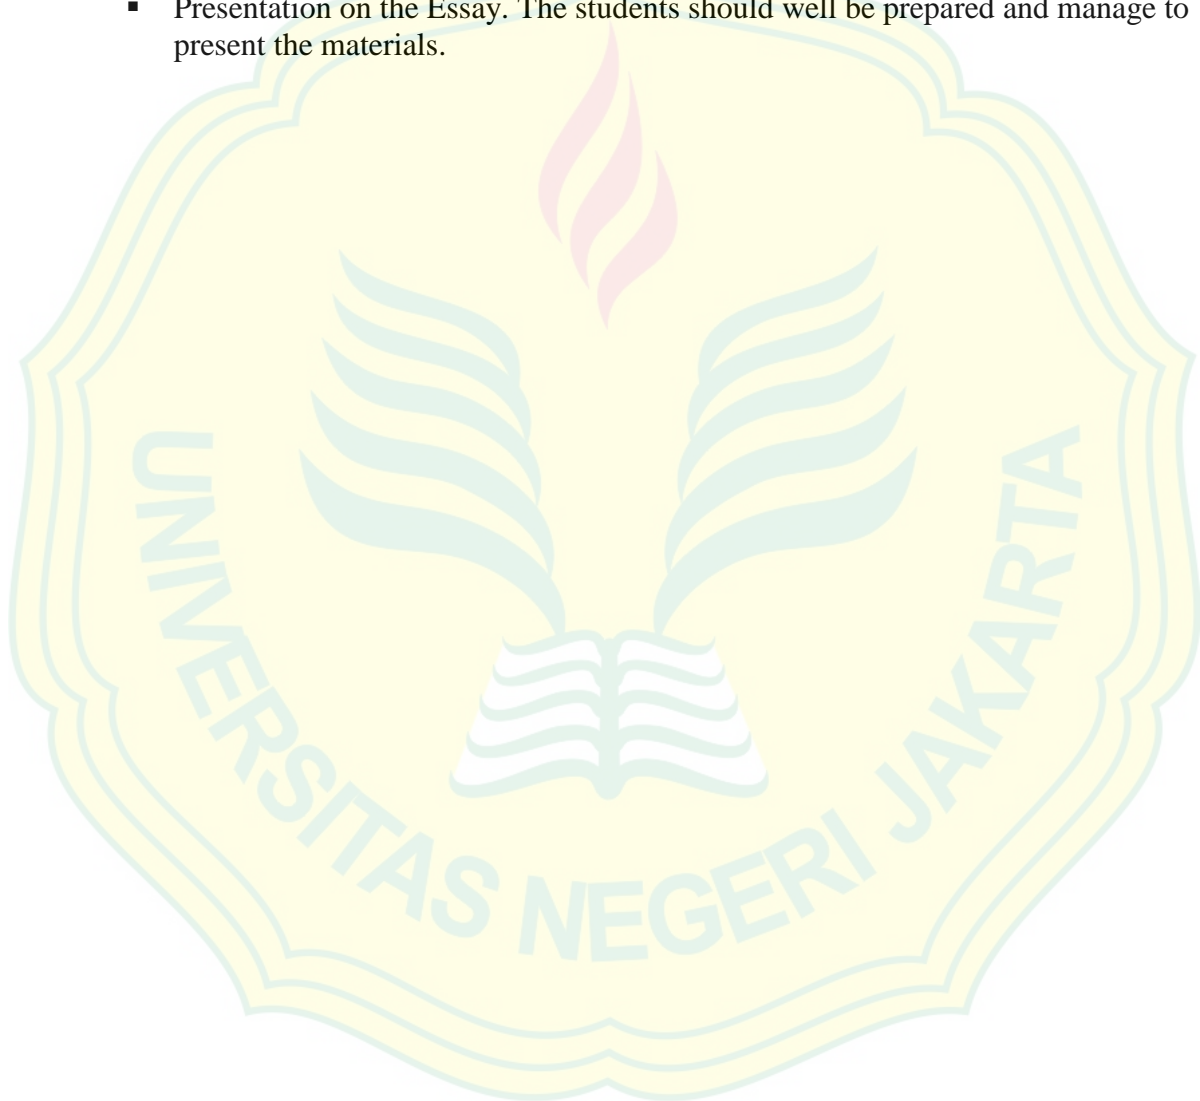 ▪ Presentation on the Essay. The students should well be prepared and manage to
present the materials.
UNIVERSITAS NEGERI JAKARTA